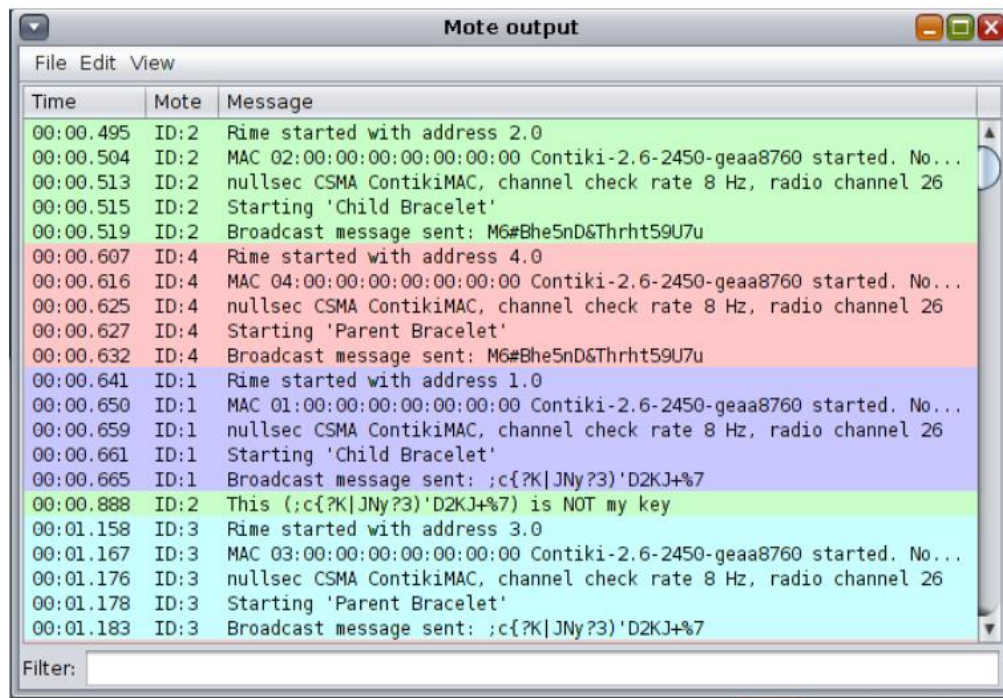 Mote output
File Edit View
Time Mote Message
00:00.495 ID:2 Rime started with address 2.0
00:00.504 ID:2 MAC 02:00:00:00:00:00:00:00 Contiki-2.6-2450-geaa8760 started. No...
00:00.513 ID:2 nullsec CSMA ContikiMAC, channel check rate 8 Hz, radio channel 26
00:00.515 ID:2 Starting 'Child Bracelet'
00:00.519 ID:2 Broadcast message sent: M6#Bhe5nD&Thrht59U7u
00:00.607 ID:4 Rime started with address 4.0
00:00.616 ID:4 MAC 04:00:00:00:00:00:00:00 Contiki-2.6-2450-geaa8760 started. No...
00:00.625 ID:4 nullsec CSMA ContikiMAC, channel check rate 8 Hz, radio channel 26
00:00.627 ID:4 Starting 'Parent Bracelet'
00:00.632 ID:4 Broadcast message sent: M6#Bhe5nD&Thrht59U7u
00:00.641 ID:1 Rime started with address 1.0
00:00.650 ID:1 MAC 01:00:00:00:00:00:00:00 Contiki-2.6-2450-geaa8760 started. No...
00:00.659 ID:1 nullsec CSMA ContikiMAC, channel check rate 8 Hz, radio channel 26
00:00.661 ID:1 Starting 'Child Bracelet'
00:00.665 ID:1 Broadcast message sent: ;c{?K|JNy?3)'D2KJ+%7
00:00.888 ID:2 This (;c{?K|JNy?3)'D2KJ+%7) is NOT my key
00:01.158 ID:3 Rime started with address 3.0
00:01.167 ID:3 MAC 03:00:00:00:00:00:00:00 Contiki-2.6-2450-geaa8760 started. No...
00:01.176 ID:3 nullsec CSMA ContikiMAC, channel check rate 8 Hz, radio channel 26
00:01.178 ID:3 Starting 'Parent Bracelet'
00:01.183 ID:3 Broadcast message sent: ;c{?K|JNy?3)'D2KJ+%7
Filter: